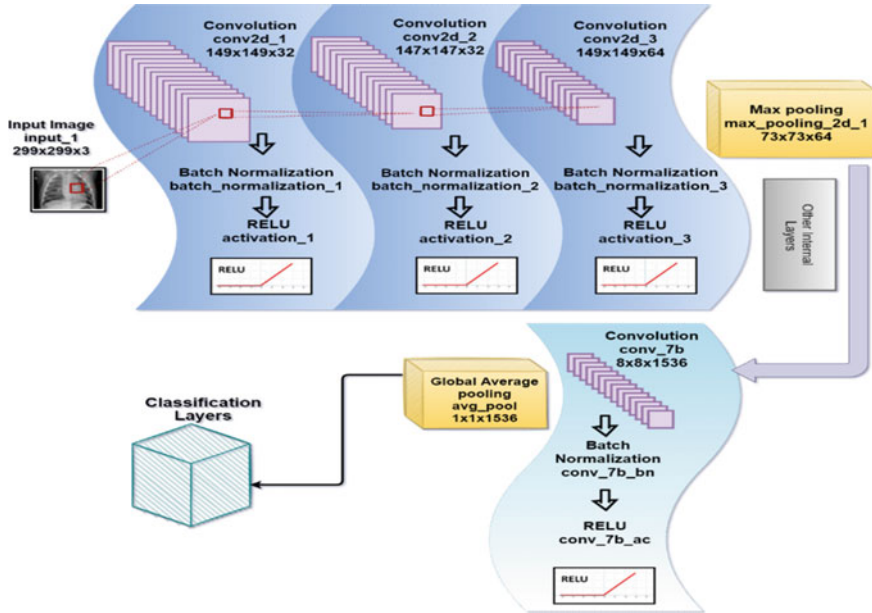 Input Image
input_1
299x299x3
Convolution
conv2d_1
149x149x32
Batch Normalization
batch_normalization_1
RELU
activation_1
RELU
Convolution
conv2d_2
147x147x32
Batch Normalization
batch_normalization_2
RELU
activation_2
RELU
Convolution
conv2d_3
149x149x64
Batch Normalization
batch_normalization_3
RELU
activation_3
RELU
Max pooling
max_pooling_2d_1
73x73x64
Other Internal
Layers
Convolution
conv_7b
8x8x1536
Batch
Normalization
conv_7b_bn
RELU
conv_7b_ac
RELU
Global Average
pooling
avg_pool
1x1x1536
Classification
Layers